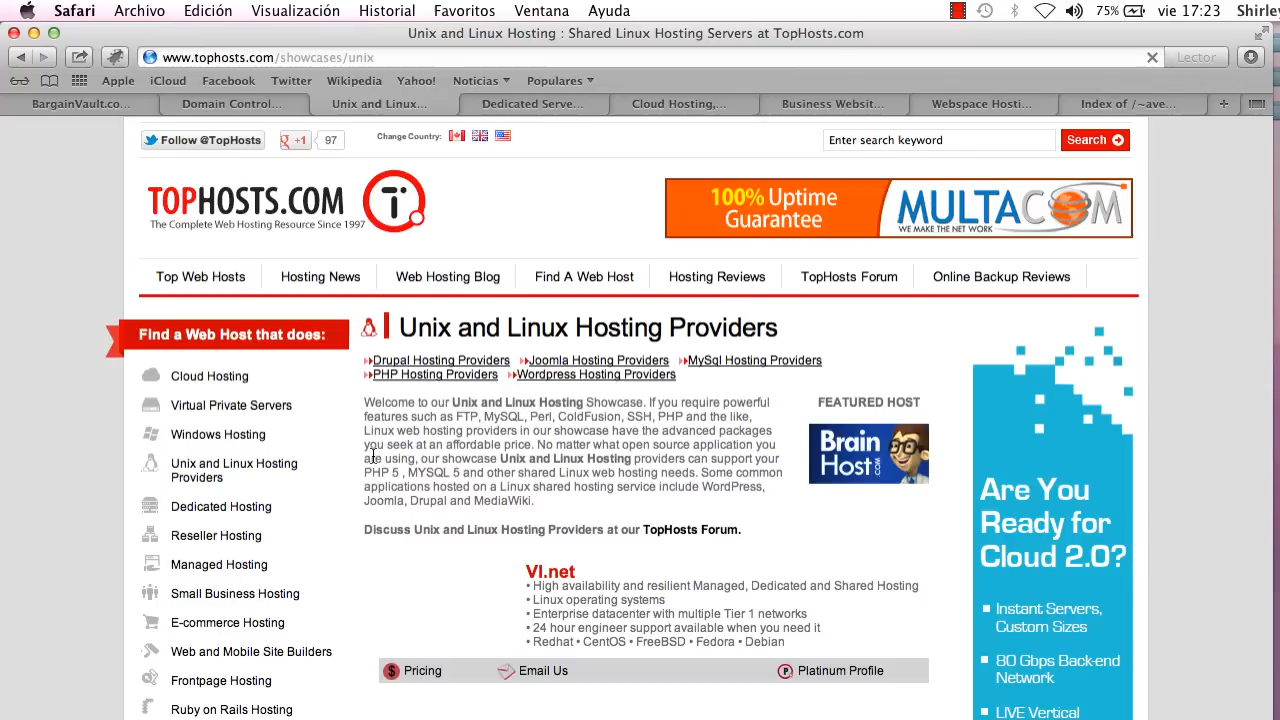 Safari Archivo Edición Visualización Historial Favoritos Ventana Ayuda 75% vie 17:23 Shirley
Unix and Linux Hosting : Shared Linux Hosting Servers at TopHosts.com
www.tophosts.com/showcases/unix Lector
Apple iCloud Facebook Twitter Wikipedia Yahoo! Noticias Populares
BargainVault.co... Domain Control... Unix and Linux... Dedicated Serve... Cloud Hosting,... Business Websit... Webspace Hosti... Index of /~ave...
Follow @TopHosts +1 97 Change Country: Enter search keyword Search
TOPHOSTS.COM
The Complete Web Hosting Resource Since 1997
100% Uptime
Guarantee
MULTACOM
WE MAKE THE NET WORK
Top Web Hosts Hosting News Web Hosting Blog Find A Web Host Hosting Reviews TopHosts Forum Online Backup Reviews
Find a Web Host that does:
Cloud Hosting
Virtual Private Servers
Windows Hosting
Unix and Linux Hosting
Providers
Dedicated Hosting
Reseller Hosting
Managed Hosting
Small Business Hosting
E-commerce Hosting
Web and Mobile Site Builders
Frontpage Hosting
Ruby on Rails Hosting
Unix and Linux Hosting Providers
Drupal Hosting Providers Joomla Hosting Providers MySql Hosting Providers
PHP Hosting Providers Wordpress Hosting Providers
Welcome to our Unix and Linux Hosting Showcase. If you require powerful
features such as FTP, MySQL, Perl, ColdFusion, SSH, PHP and the like,
Linux web hosting providers in our showcase have the advanced packages
you seek at an affordable price. No matter what open source application you
are using, our showcase Unix and Linux Hosting providers can support your
PHP 5 , MYSQL 5 and other shared Linux web hosting needs. Some common
applications hosted on a Linux shared hosting service include WordPress,
Joomla, Drupal and MediaWiki.
Discuss Unix and Linux Hosting Providers at our TopHosts Forum.
FEATURED HOST
Brain
Host.COM
VI.net
• High availability and resilient Managed, Dedicated and Shared Hosting
• Linux operating systems
• Enterprise datacenter with multiple Tier 1 networks
• 24 hour engineer support available when you need it
• Redhat • CentOS • FreeBSD • Fedora • Debian
Pricing Email Us Platinum Profile
Are You
Ready for
Cloud 2.0?
Instant Servers,
Custom Sizes
80 Gbps Back-end
Network
LIVE Vertical